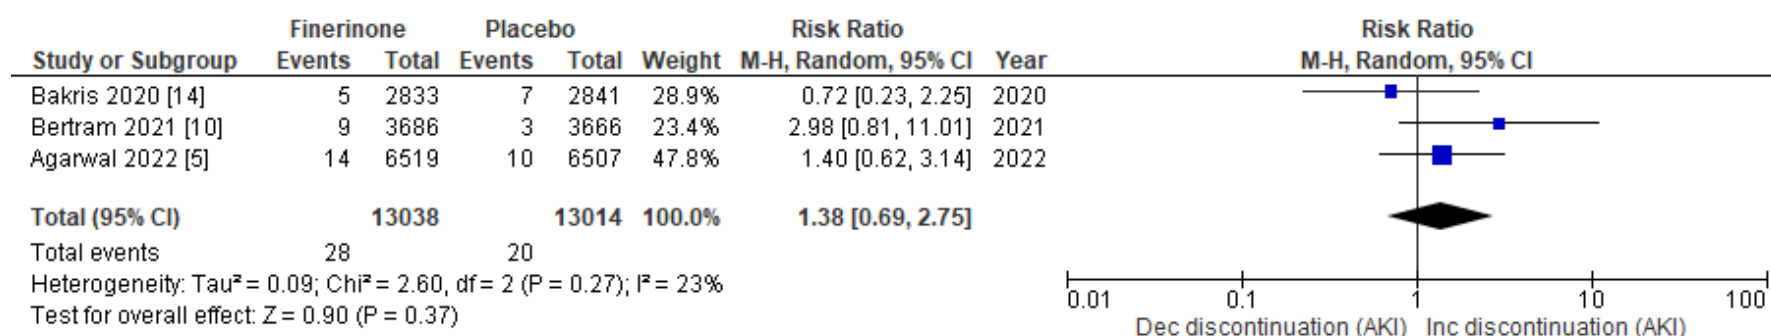 Finerinone Placebo Risk Ratio Risk Ratio
Study or Subgroup Events Total Events Total Weight M-H, Random, 95% CI Year M-H, Random, 95% CI
Bakris 2020 [14] 5 2833 7 2841 28.9% 0.72 [0.23, 2.25] 2020
Bertram 2021 [10] 9 3686 3 3666 23.4% 2.98 [0.81, 11.01] 2021
Agarwal 2022 [5] 14 6519 10 6507 47.8% 1.40 [0.62, 3.14] 2022
Total (95% CI) 13038 13014 100.0% 1.38 [0.69, 2.75]
Total events 28 20
Heterogeneity: Tau² = 0.09; Chi² = 2.60, df = 2 (P = 0.27); I² = 23%
Test for overall effect: Z = 0.90 (P = 0.37)
0.01 0.1 1 10 100
Dec discontinuation (AKI) Inc discontinuation (AKI)